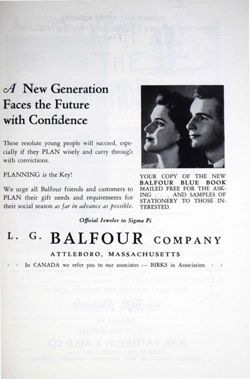 A New Generation
Faces the Future
with Confidence
These resolute young people will succeed, espe-
cially if they PLAN wisely and carry through
with convictions.
PLANNING is the Key!
We urge all Balfour friends and customers to
PLAN their gift needs and requirements for
their social season as far in advance as possible.
YOUR COPY OF THE NEW
BALFOUR BLUE BOOK
MAILED FREE FOR THE ASK-
ING . . . AND SAMPLES OF
STATIONERY TO THOSE IN-
TERESTED.
Official Jeweler to Sigma Pi
L. G. BALFOUR COMPANY
ATTLEBORO, MASSACHUSETTS
· · In CANADA we refer you to our associates — BIRKS in Association · ·